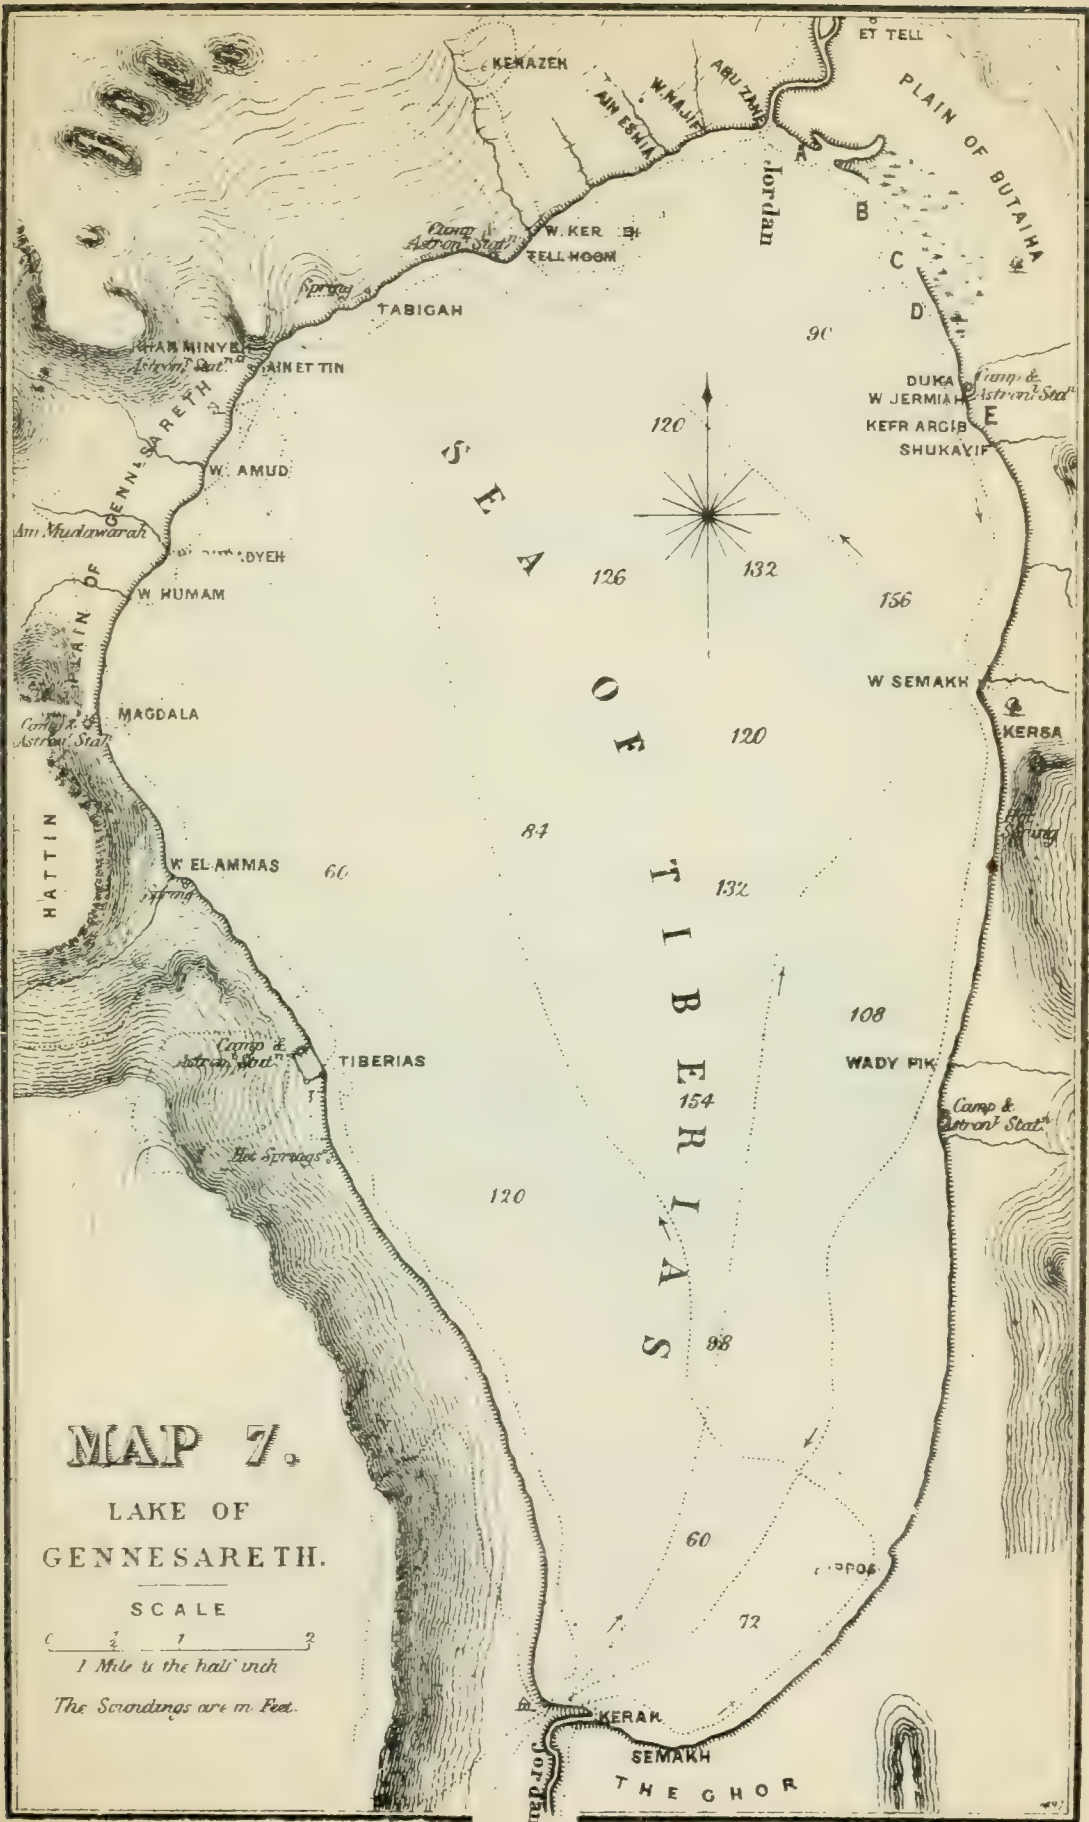 ET TELL
PLAIN OF BUTAIHA
KERAZEH
AIN ESHIA
W. NAJIF
ABU ZANY
Jordan
A
B
C
D
Camp &
Astron.l Stat.n
W. KER EH
TELL HOOM
Spring
TABIGAH
KHAN MINYEH
Astron.l Stat.n
AIN ET TIN
90
DUKA
W JERMIAH
KEFR ARGIB
SHUKAYIF
Camp &
Astron.l Stat.n
E
120
SEA OF TIBERIAS
PLAIN OF GENNESARETH
W. AMUD
Ain Mudawarah
W HUMAM
126
132
156
W SEMAKH
KERSA
MAGDALA
Camp &
Astron.l Stat.n
120
Hot
Spring
84
HATTIN
W EL AMMAS
Spring
66
132
108
Camp &
Astron.l Stat.n
TIBERIAS
WADY FIK
154
Camp &
Astron.l Stat.n
Hot Springs
120
98
MAP 7.
LAKE OF
GENNESARETH.
SCALE
0 ½ 1 2
1 Mile to the half inch
The Soundings are in Feet.
60
72
KERAK
SEMAKH
Jordan
THE GHOR